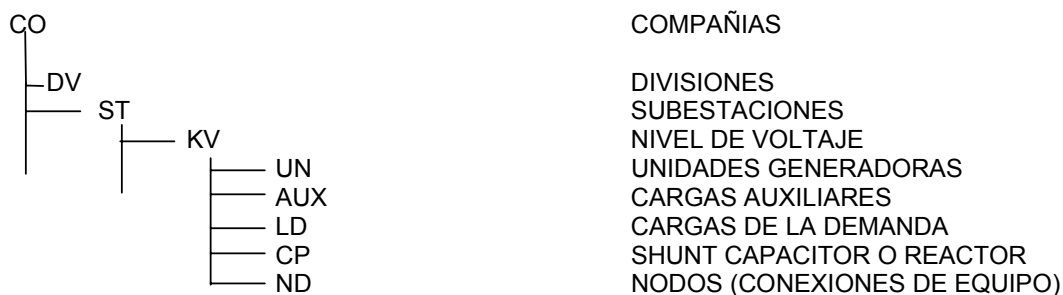 CO COMPAÑIAS
DV DIVISIONES
ST SUBESTACIONES
KV NIVEL DE VOLTAJE
UN UNIDADES GENERADORAS
AUX CARGAS AUXILIARES
LD CARGAS DE LA DEMANDA
CP SHUNT CAPACITOR O REACTOR
ND NODOS (CONEXIONES DE EQUIPO)